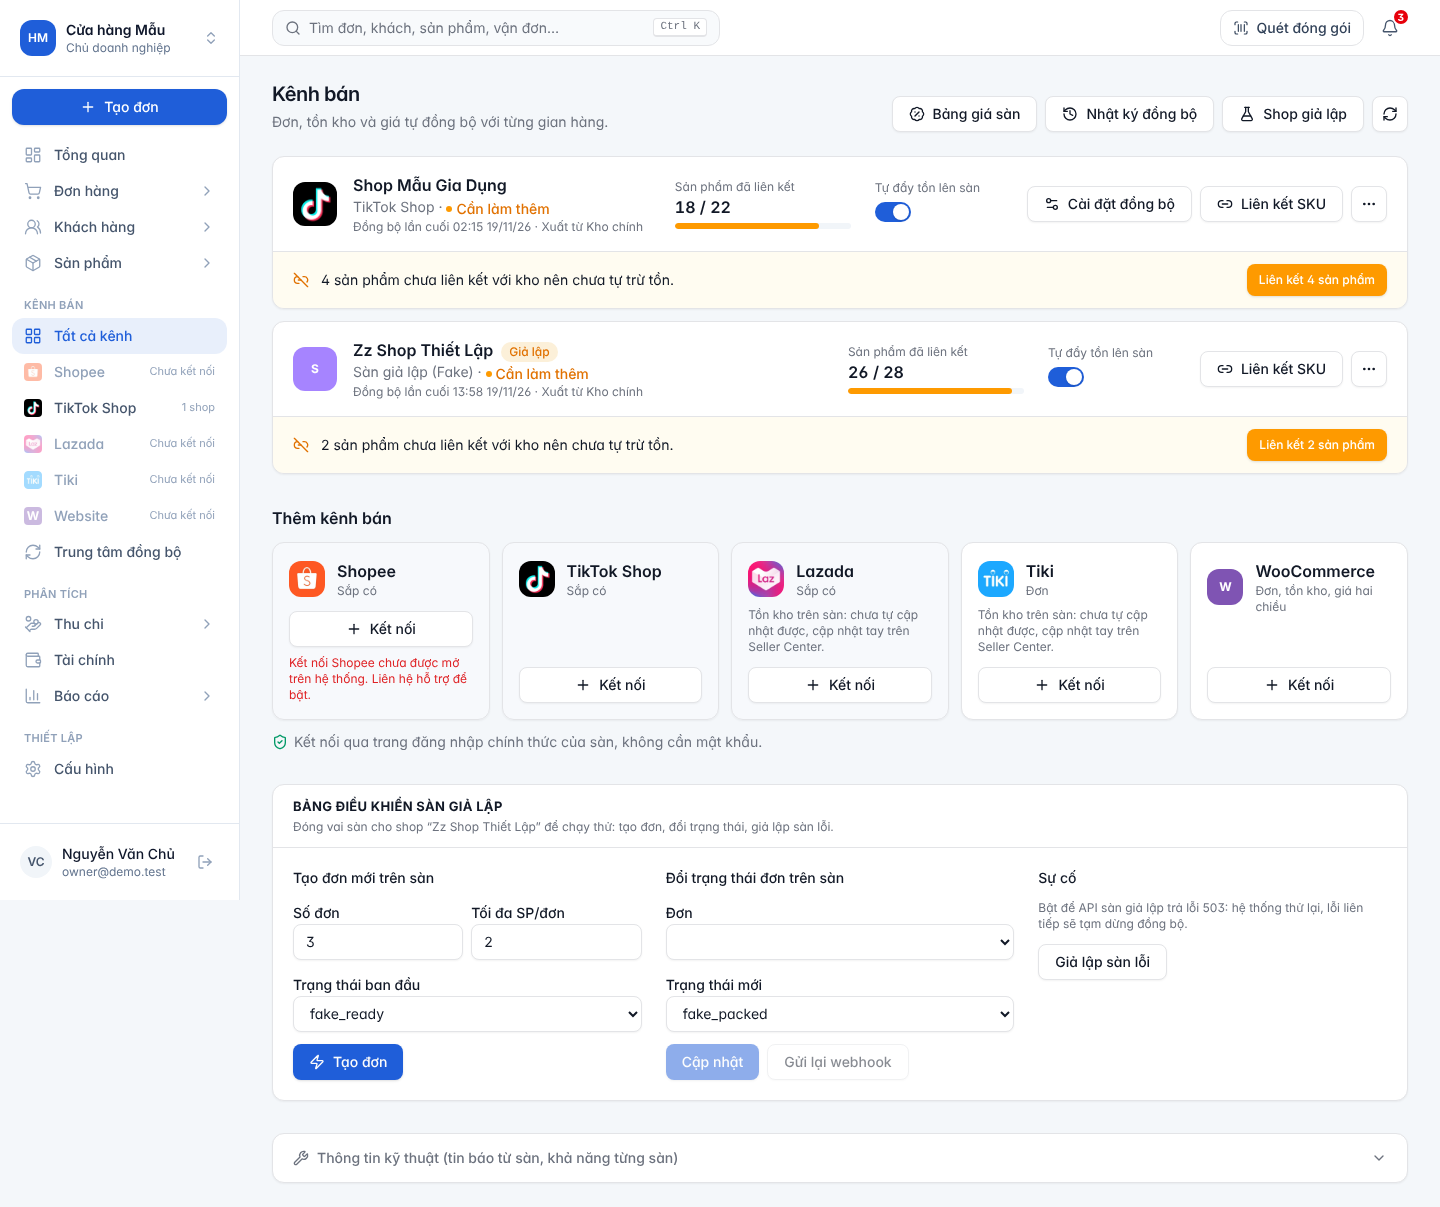 HM
Cửa hàng Mẫu
Chủ doanh nghiệp
Tạo đơn
Tổng quan
Đơn hàng
Khách hàng
Sản phẩm
KÊNH BÁN
Tất cả kênh
Shopee
Chưa kết nối
TikTok Shop
1 shop
Lazada
Chưa kết nối
Tiki
Chưa kết nối
W
Website
Chưa kết nối
Trung tâm đồng bộ
PHÂN TÍCH
Thu chi
Tài chính
Báo cáo
THIẾT LẬP
Cấu hình
VC
Nguyễn Văn Chủ
owner@demo.test
Tìm đơn, khách, sản phẩm, vận đơn...
Ctrl K
Quét đóng gói
3
Kênh bán
Đơn, tồn kho và giá tự đồng bộ với từng gian hàng.
Bảng giá sàn
Nhật ký đồng bộ
Shop giả lập
Shop Mẫu Gia Dụng
TikTok Shop · Cần làm thêm
Đồng bộ lần cuối 02:15 19/11/26 · Xuất từ Kho chính
Sản phẩm đã liên kết
18 / 22
Tự đẩy tồn lên sàn
Cài đặt đồng bộ
Liên kết SKU
4 sản phẩm chưa liên kết với kho nên chưa tự trừ tồn.
Liên kết 4 sản phẩm
S
Zz Shop Thiết Lập
Giả lập
Sàn giả lập (Fake) · Cần làm thêm
Đồng bộ lần cuối 13:58 19/11/26 · Xuất từ Kho chính
Sản phẩm đã liên kết
26 / 28
Tự đẩy tồn lên sàn
Liên kết SKU
2 sản phẩm chưa liên kết với kho nên chưa tự trừ tồn.
Liên kết 2 sản phẩm
Thêm kênh bán
Shopee
Sắp có
Kết nối
Kết nối Shopee chưa được mở
trên hệ thống. Liên hệ hỗ trợ để
bật.
TikTok Shop
Sắp có
Kết nối
Laz
Lazada
Sắp có
Tồn kho trên sàn: chưa tự cập
nhật được, cập nhật tay trên
Seller Center.
Kết nối
TIKI
Tiki
Đơn
Tồn kho trên sàn: chưa tự cập
nhật được, cập nhật tay trên
Seller Center.
Kết nối
W
WooCommerce
Đơn, tồn kho, giá hai
chiều
Kết nối
Kết nối qua trang đăng nhập chính thức của sàn, không cần mật khẩu.
BẢNG ĐIỀU KHIỂN SÀN GIẢ LẬP
Đóng vai sàn cho shop “Zz Shop Thiết Lập” để chạy thử: tạo đơn, đổi trạng thái, giả lập sàn lỗi.
Tạo đơn mới trên sàn
Số đơn
Tối đa SP/đơn
3
2
Trạng thái ban đầu
fake_ready
Tạo đơn
Đổi trạng thái đơn trên sàn
Đơn
Trạng thái mới
fake_packed
Cập nhật
Gửi lại webhook
Sự cố
Bật để API sàn giả lập trả lỗi 503: hệ thống thử lại, lỗi liên
tiếp sẽ tạm dừng đồng bộ.
Giả lập sàn lỗi
Thông tin kỹ thuật (tin báo từ sàn, khả năng từng sàn)